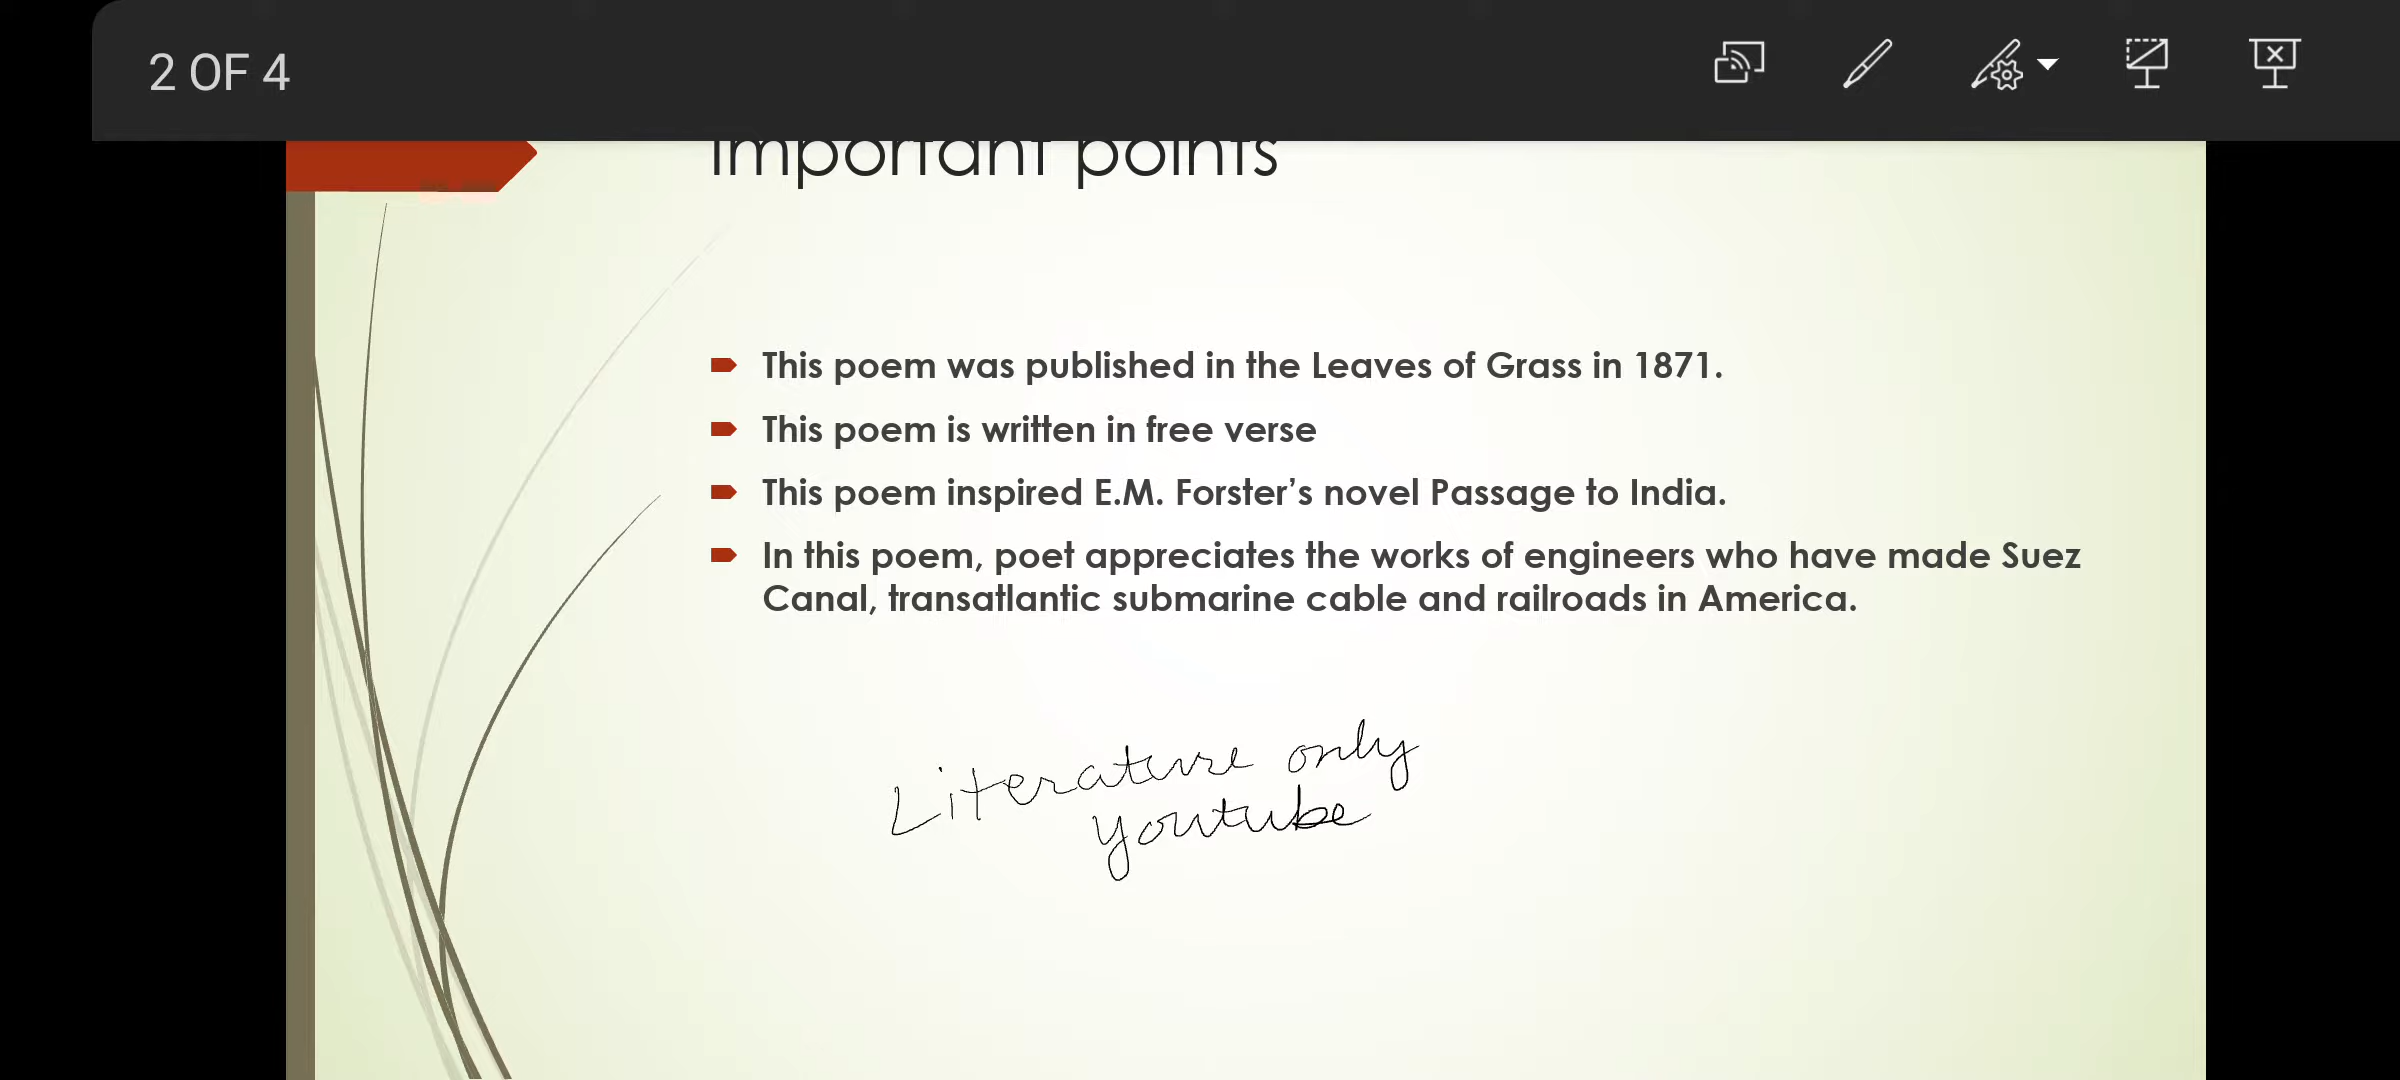 2 OF 4
Important points
This poem was published in the Leaves of Grass in 1871.
This poem is written in free verse
This poem inspired E.M. Forster’s novel Passage to India.
In this poem, poet appreciates the works of engineers who have made Suez
Canal, transatlantic submarine cable and railroads in America.
Literature only
youtube